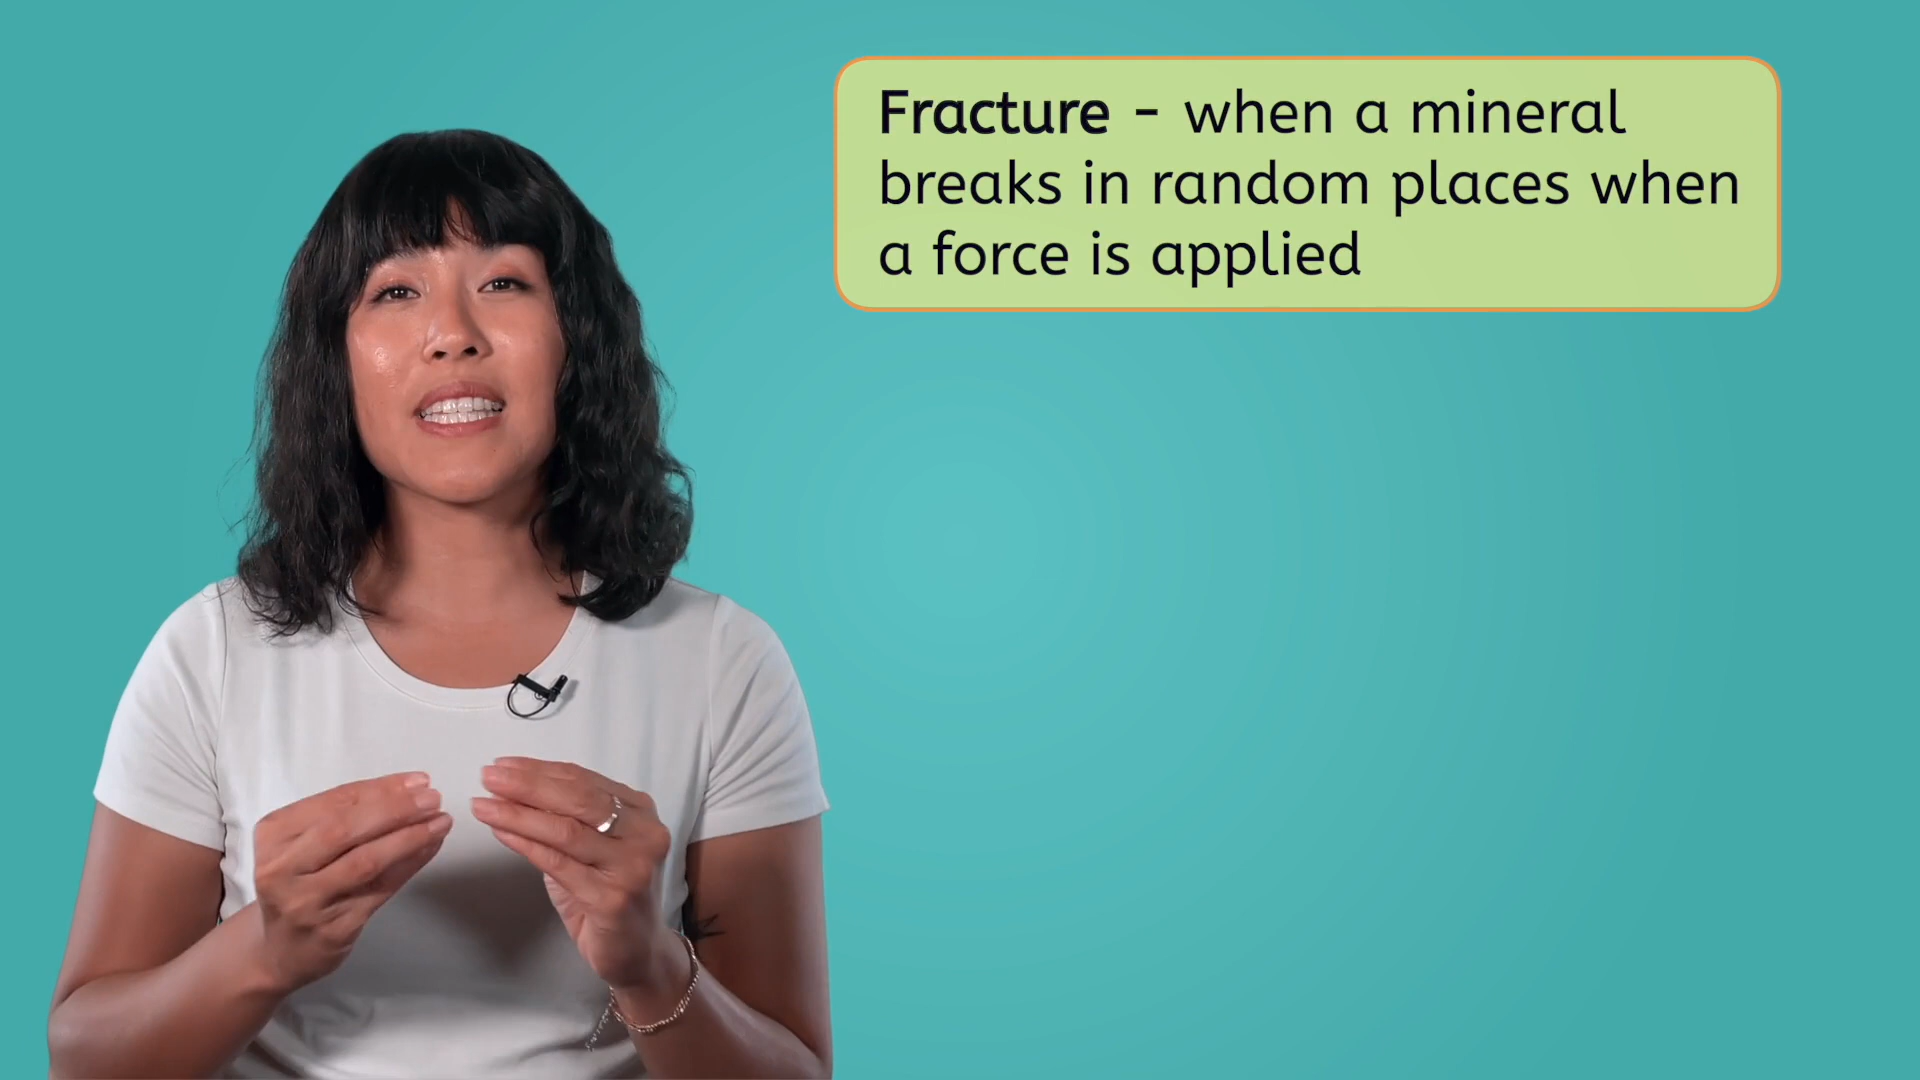 Fracture - when a mineral
breaks in random places when
a force is applied